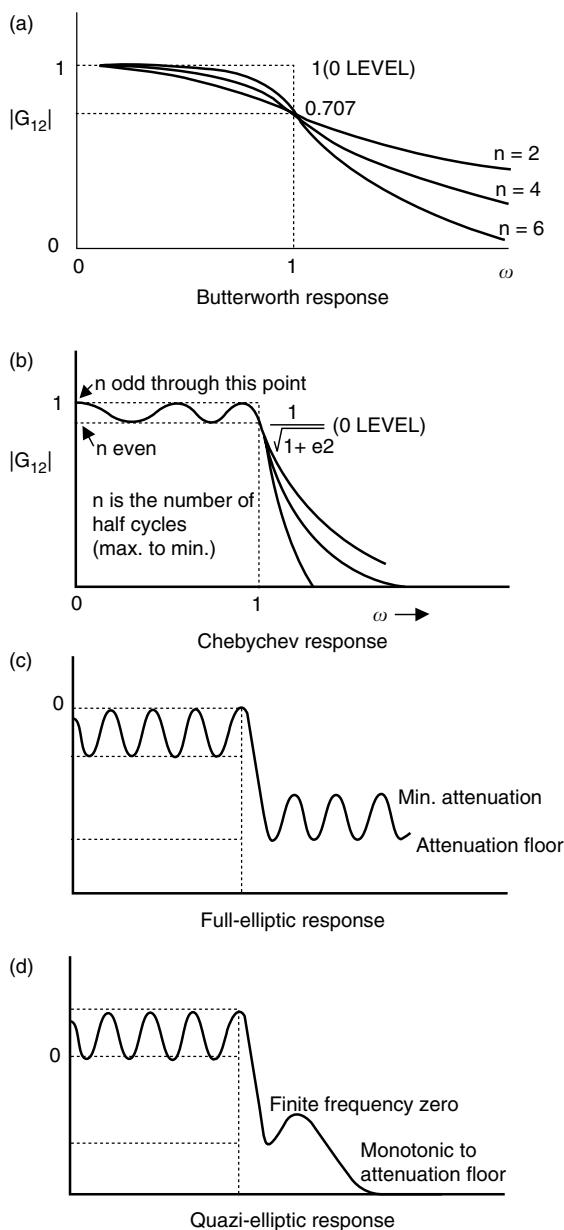 (a)
1
1(0 LEVEL)
0.707
|G12|
n = 2
n = 4
n = 6
0
0
1
ω
Butterworth response
(b)
n odd through this point
1
1
√1+ e2
(0 LEVEL)
n even
|G12|
n is the number of
half cycles
(max. to min.)
0
1
ω
Chebychev response
(c)
0
Min. attenuation
Attenuation floor
Full-elliptic response
(d)
0
Finite frequency zero
Monotonic to
attenuation floor
Quazi-elliptic response